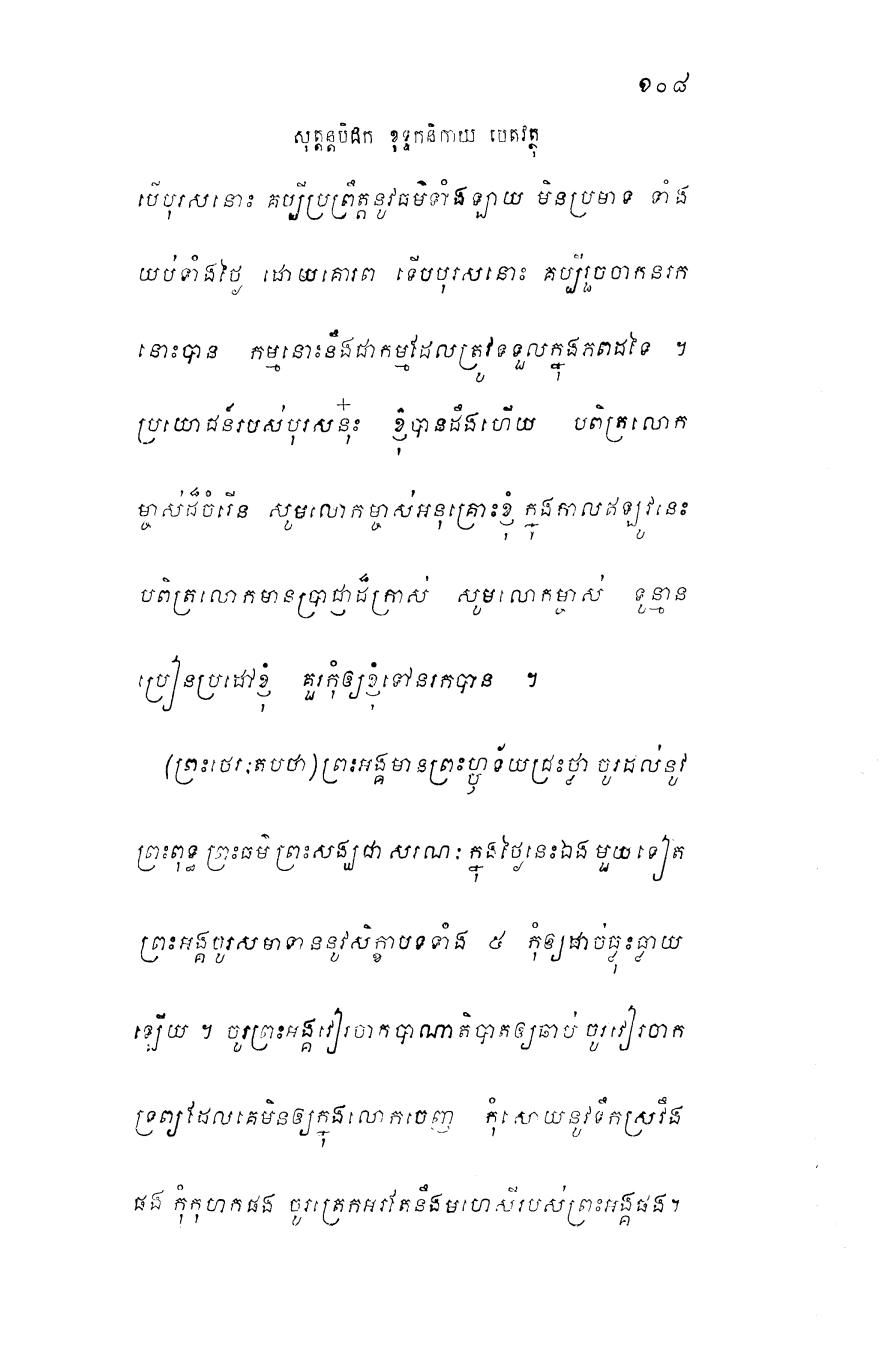 ១០៨
សុត្តន្តបិដក ខុទ្ទកនិកាយ បេតវត្ថុ
បើបុរសនោះ គប្បីប្រព្រឹត្តនូវធម៌ទាំងឡាយ មិនប្រមាទ ទាំង
យប់ទាំងថ្ងៃ ដោយគោរព ទើបបុរសនោះ គប្បីរួចចាកនរក
នោះបាន កម្មនោះនឹងជាកម្មដែលត្រូវទទួលក្នុងភពដទៃ ។
ប្រយោជន៍របស់បុរសនុ៎ះ ខ្ញុំបានដឹងហើយ បពិត្រលោក
ម្ចាស់ដ៏ចំរើន សូមលោកម្ចាស់អនុគ្រោះខ្ញុំ ក្នុងកាលឥឡូវនេះ
បពិត្រលោកមានប្រាជ្ញាដ៏ក្រាស់ សូមលោកម្ចាស់ ទូន្មាន
ប្រៀនប្រដៅខ្ញុំ គួរកុំឲ្យខ្ញុំទៅនរកបាន ។
(ព្រះថេរៈតបថា) ព្រះអង្គមានព្រះហ្ឫទ័យជ្រះថ្លា ចូរដល់នូវ
ព្រះពុទ្ធ ព្រះធម៌ ព្រះសង្ឃជា សរណៈ ក្នុងថ្ងៃនេះឯង មួយទៀត
ព្រះអង្គចូរសមាទាននូវសិក្ខាបទទាំង ៥ កុំឲ្យដាច់ធ្លុះធ្លាយ
ឡើយ ។ ចូរព្រះអង្គវៀរចាកបាណាតិបាតឲ្យឆាប់ ចូរវៀរចាក
ទ្រព្យដែលគេមិនឲ្យក្នុងលោកចេញ កុំសោយនូវទឹកស្រវឹង
ផង កុំកុហកផង ចូរត្រេកអរតែនឹងមហេសីរបស់ព្រះអង្គផង។